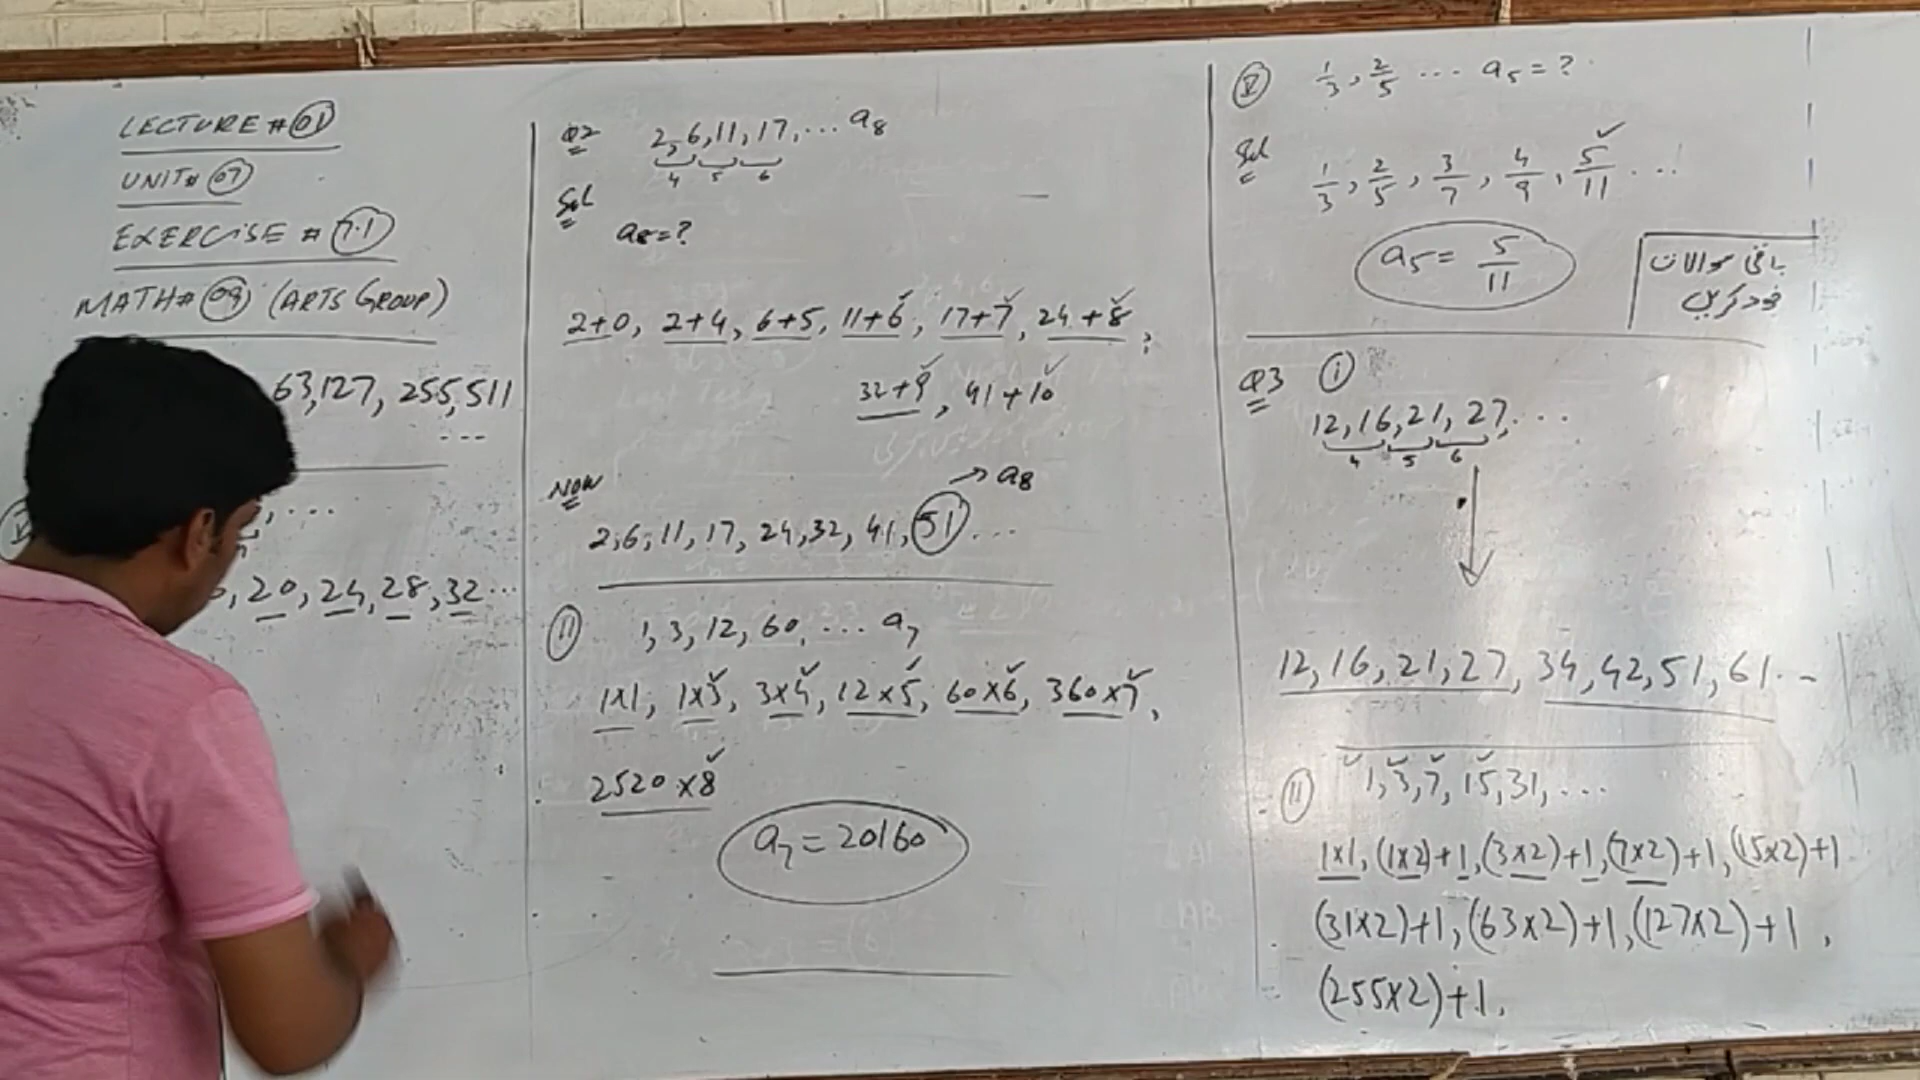 LECTURE # 01
UNIT # 07
EXERCISE # 7.1
MATH # 09 (ARTS GROUP)
63, 127, 255, 511
---
, ...
, 20, 24, 28, 32 ...
Q2 2, 6, 11, 17, ... a₈
4 5 6
Sol
a₈ = ?
2+0, 2+4, 6+5, 11+6, 17+7, 24+8,
32+9, 41+10
Now → a₈
2, 6, 11, 17, 24, 32, 41, 51 ...
ii 1, 3, 12, 60, ... a₇
1x1, 1x3, 3x4, 12x5, 60x6, 360x7,
2520x8
a₇ = 20160
V 1/3, 2/5 ... a₅ = ?
Sol
1/3, 2/5, 3/7, 4/9, 5/11 ...
a₅ = 5/11
باقی سوالات
خود کریں
Q3 i
12, 16, 21, 27, ...
4 5 6
12, 16, 21, 27, 34, 42, 51, 61 ...
ii 1, 3, 7, 15, 31, ...
1x1, (1x2)+1, (3x2)+1, (7x2)+1, (15x2)+1
(31x2)+1, (63x2)+1, (127x2)+1,
(255x2)+1,